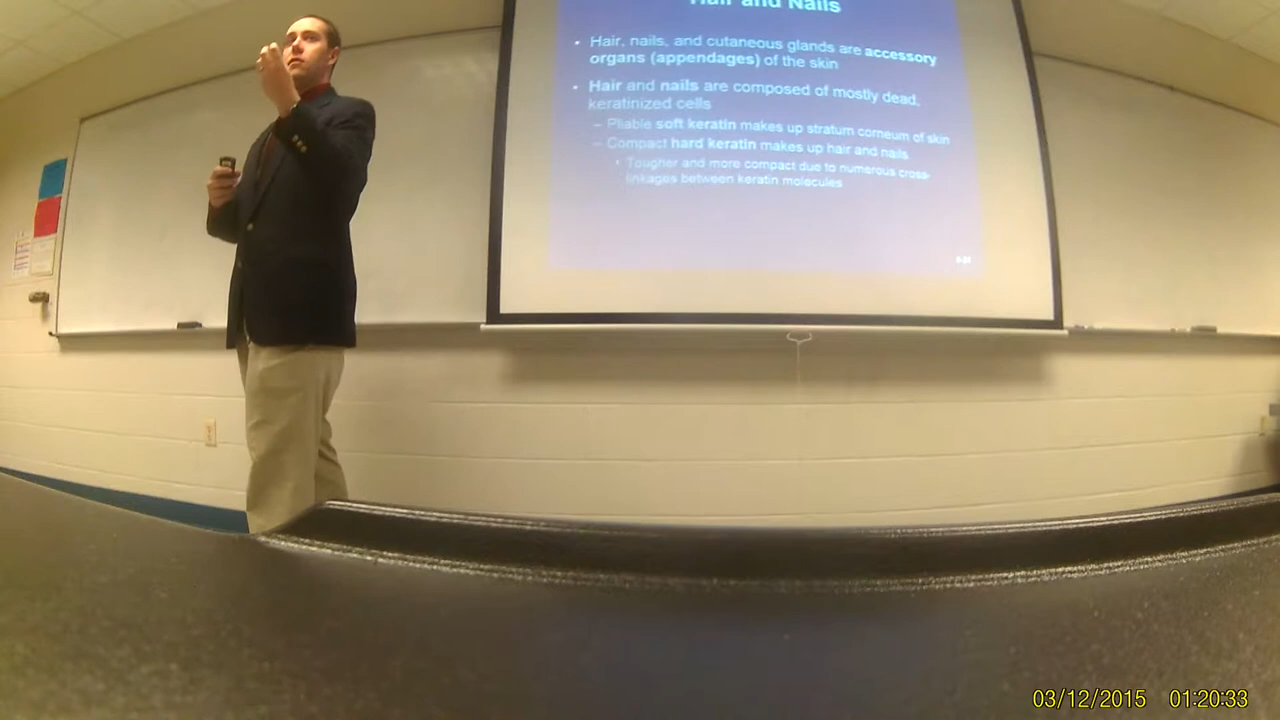 Hair and Nails
• Hair, nails, and cutaneous glands are accessory
organs (appendages) of the skin
• Hair and nails are composed of mostly dead,
keratinized cells
– Pliable soft keratin makes up stratum corneum of skin
– Compact hard keratin makes up hair and nails
• Tougher and more compact due to numerous cross-
linkages between keratin molecules
03/12/2015 01:20:33